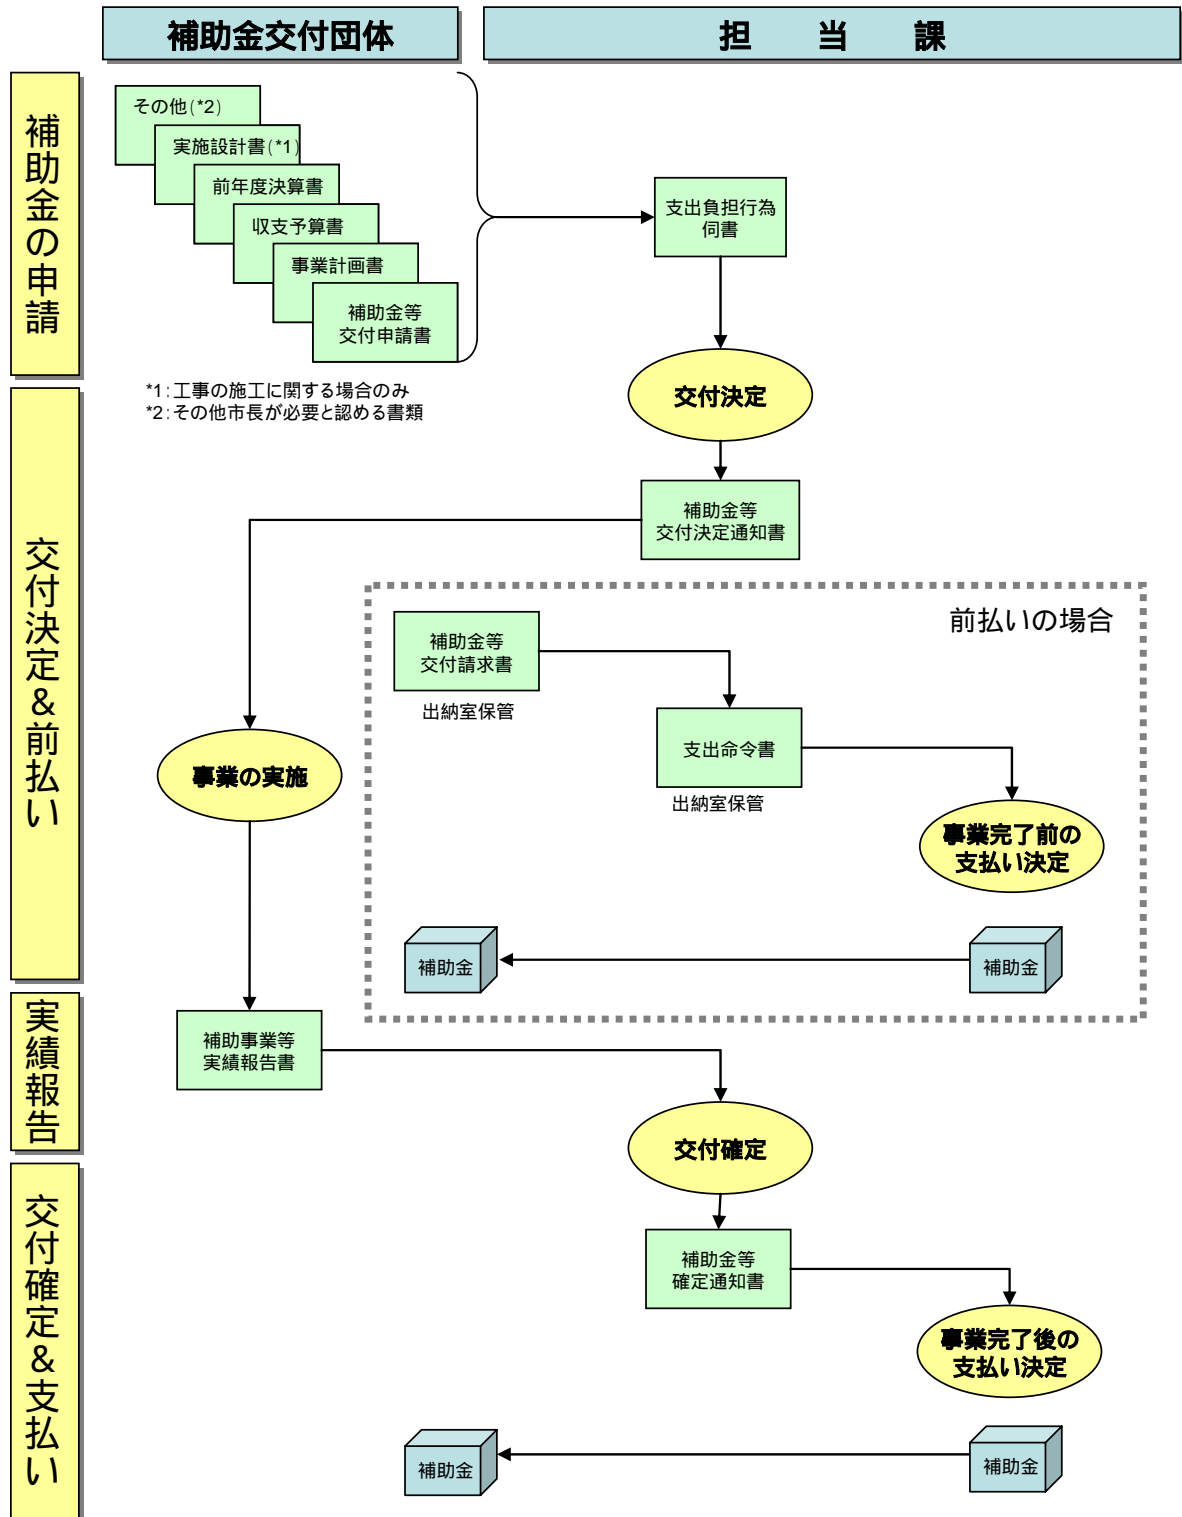 補助金交付団体
担 当 課
補助金の申請
その他(*2)
実施設計書(*1)
前年度決算書
収支予算書
事業計画書
補助金等
交付申請書
*1:工事の施工に関する場合のみ
*2:その他市長が必要と認める書類
支出負担行為
伺書
交付決定
補助金等
交付決定通知書
交付決定&前払い
前払いの場合
補助金等
交付請求書
出納室保管
支出命令書
出納室保管
事業の実施
事業完了前の
支払い決定
補助金
補助金
実績報告
補助事業等
実績報告書
交付確定
交付確定&支払い
補助金等
確定通知書
事業完了後の
支払い決定
補助金
補助金